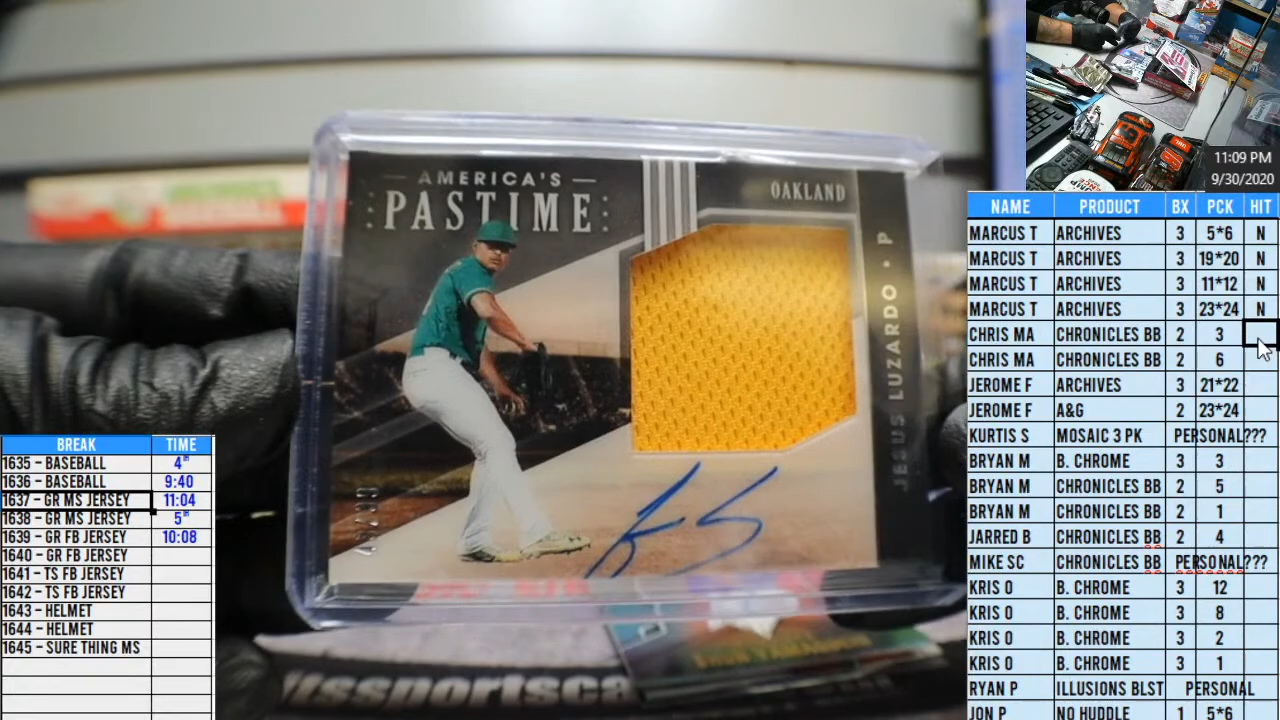 AMERICA'S
PASTIME
OAKLAND
JESUS LUZARDO • P
11:09 PM
9/30/2020
NAME PRODUCT BX PCK HIT
MARCUS T ARCHIVES 3 5*6 N
MARCUS T ARCHIVES 3 19*20 N
MARCUS T ARCHIVES 3 11*12 N
MARCUS T ARCHIVES 3 23*24 N
CHRIS MA CHRONICLES BB 2 3
CHRIS MA CHRONICLES BB 2 6
JEROME F ARCHIVES 3 21*22
JEROME F A&G 2 23*24
KURTIS S MOSAIC 3 PK PERSONAL???
BRYAN M B. CHROME 3 3
BRYAN M CHRONICLES BB 2 5
BRYAN M CHRONICLES BB 2 1
JARRED B CHRONICLES BB 2 4
MIKE SC CHRONICLES BB PERSONAL???
KRIS O B. CHROME 3 12
KRIS O B. CHROME 3 8
KRIS O B. CHROME 3 2
KRIS O B. CHROME 3 1
RYAN P ILLUSIONS BLST PERSONAL
JON P NO HUDDLE 1 5*6
BREAK TIME
1635 – BASEBALL 4th
1636 – BASEBALL 9:40
1637 – GR MS JERSEY 11:04
1638 – GR MS JERSEY 5th
1639 – GR FB JERSEY 10:08
1640 – GR FB JERSEY
1641 – TS FB JERSEY
1642 – TS FB JERSEY
1643 – HELMET
1644 – HELMET
1645 – SURE THING MS
tssportsca